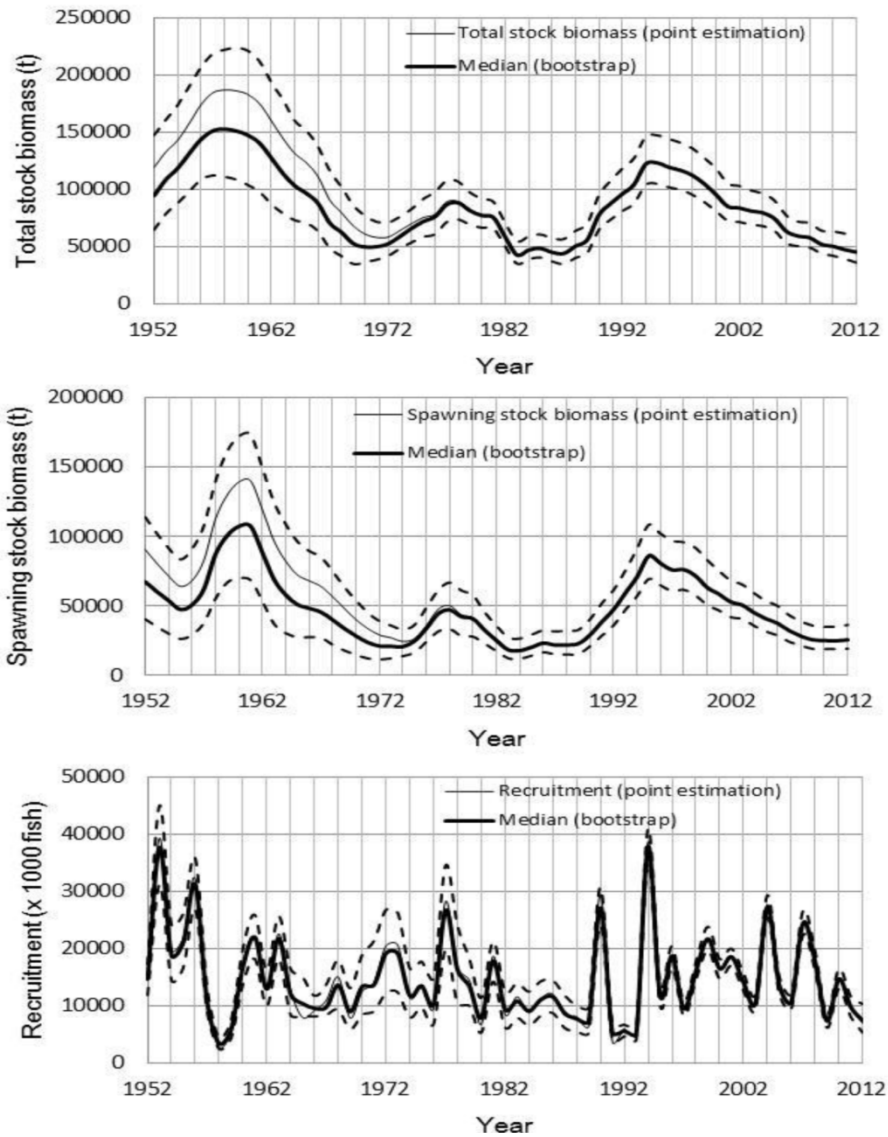 250000
200000
150000
100000
50000
0
Total stock biomass (t)
Total stock biomass (point estimation)
Median (bootstrap)
1952 1962 1972 1982 1992 2002 2012
Year
200000
150000
100000
50000
0
Spawning stock biomass (t)
Spawning stock biomass (point estimation)
Median (bootstrap)
1952 1962 1972 1982 1992 2002 2012
Year
50000
40000
30000
20000
10000
0
Recruitment (x 1000 fish)
Recruitment (point estimation)
Median (bootstrap)
1952 1962 1972 1982 1992 2002 2012
Year